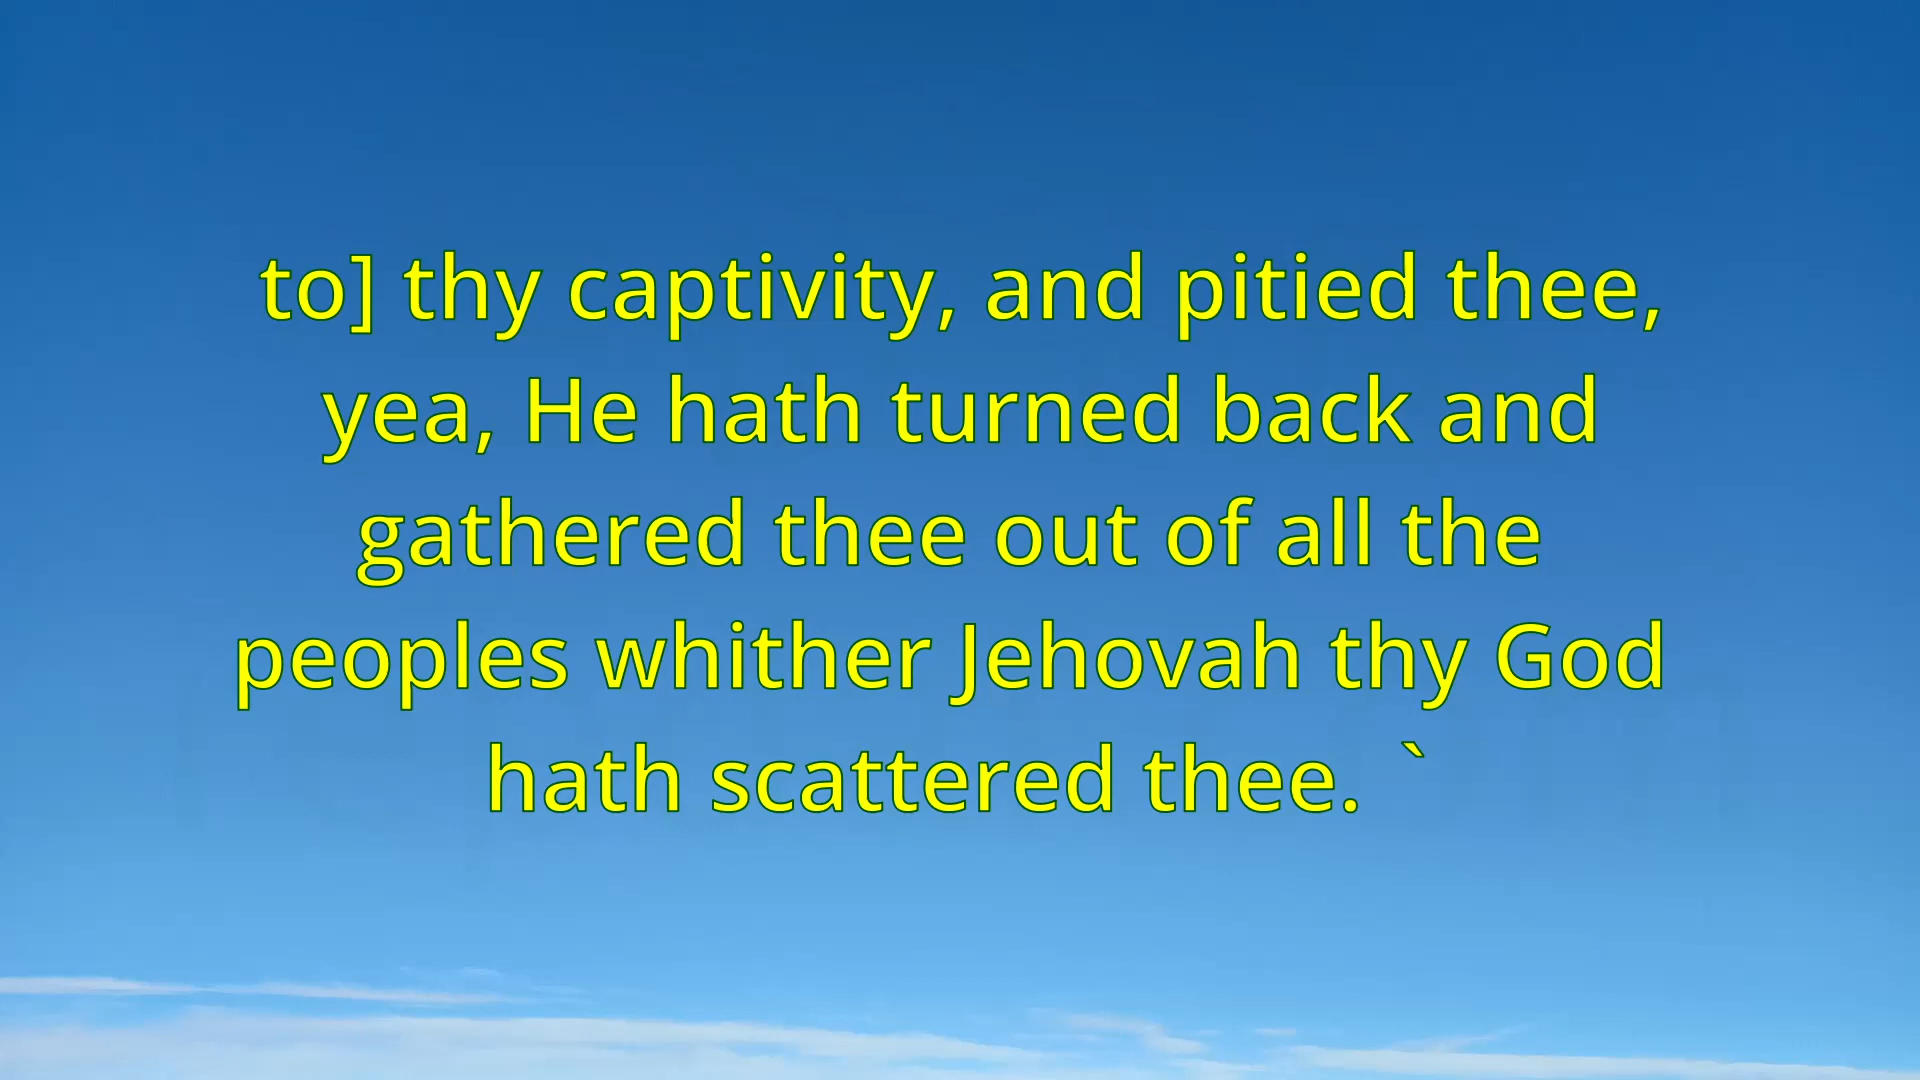 to] thy captivity, and pitied thee,
yea, He hath turned back and
gathered thee out of all the
peoples whither Jehovah thy God
hath scattered thee. `